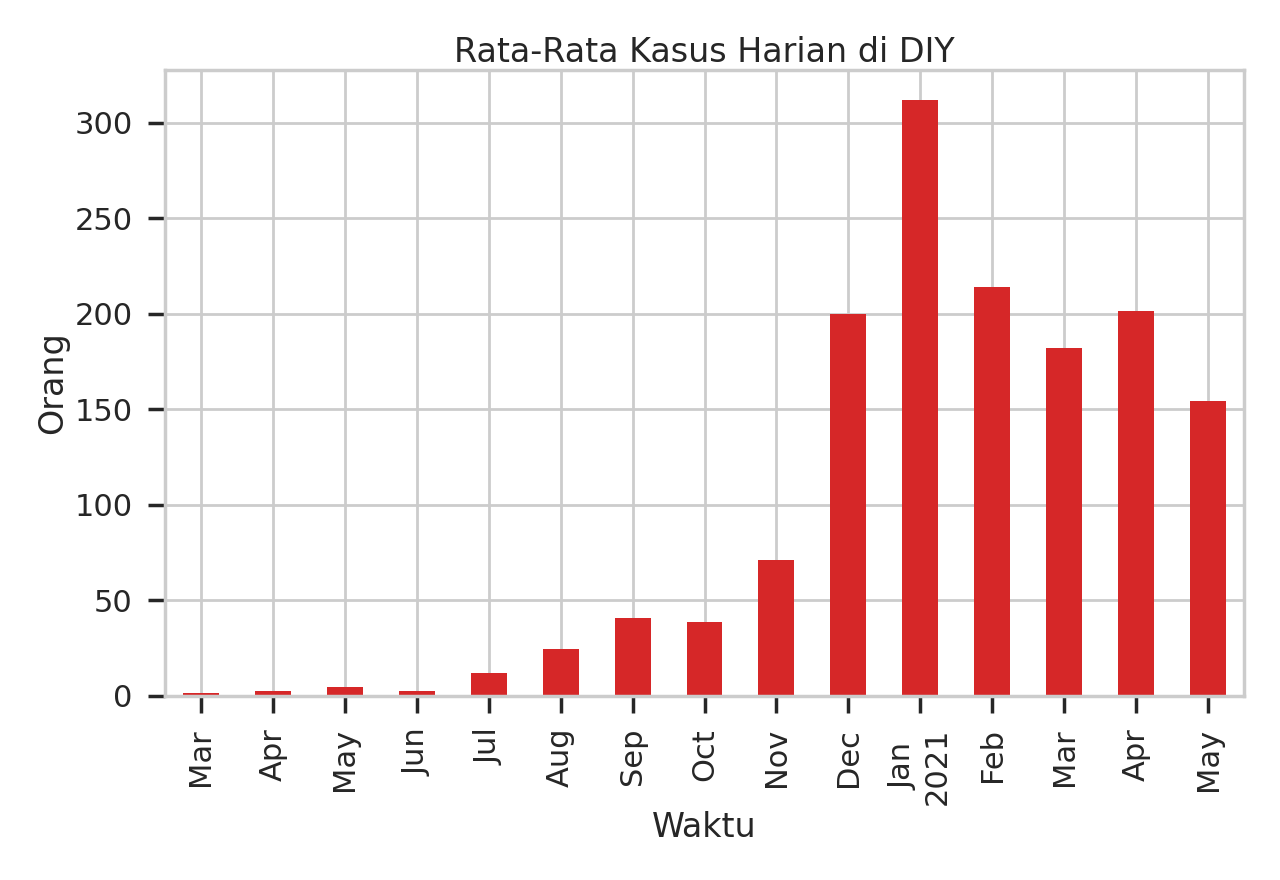 Rata-Rata Kasus Harian di DIY
300
250
200
150
100
50
0
Orang
Mar
Apr
May
Jun
Jul
Aug
Sep
Oct
Nov
Dec
Jan
2021
Feb
Mar
Apr
May
Waktu